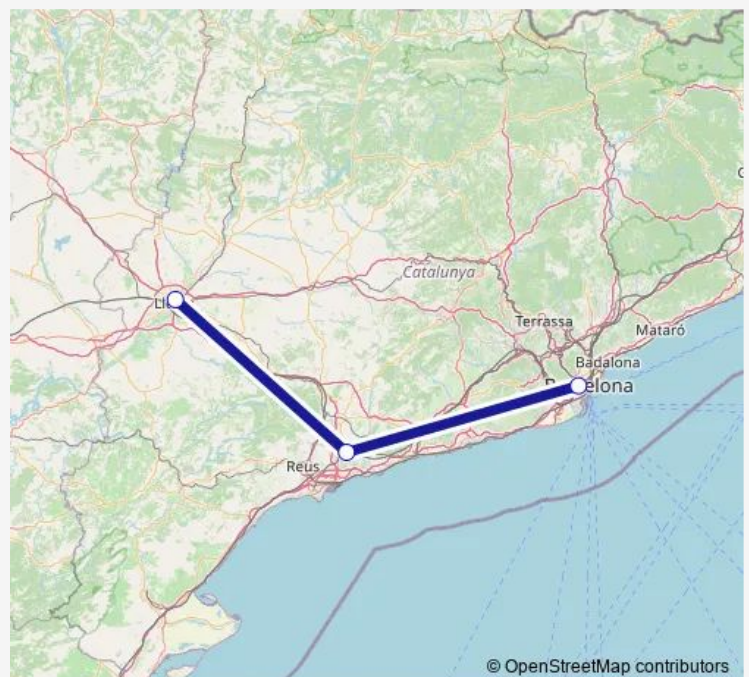 Catalunya
Terrassa
Mataró
Badalona
Reus
© OpenStreetMap contributors